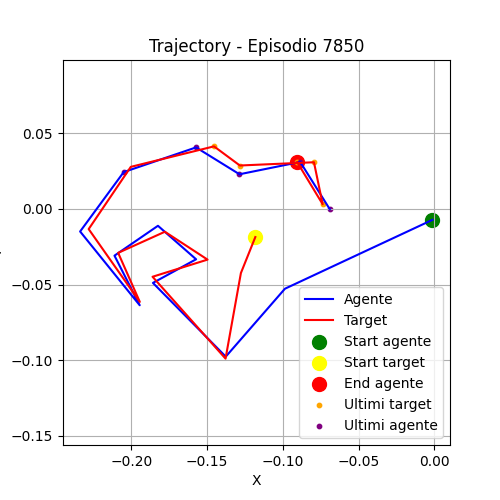 Trajectory - Episodio 7850
0.05
0.00
−0.05
−0.10
−0.15
−0.20
−0.15
−0.10
−0.05
0.00
X
Agente
Target
Start agente
Start target
End agente
Ultimi target
Ultimi agente